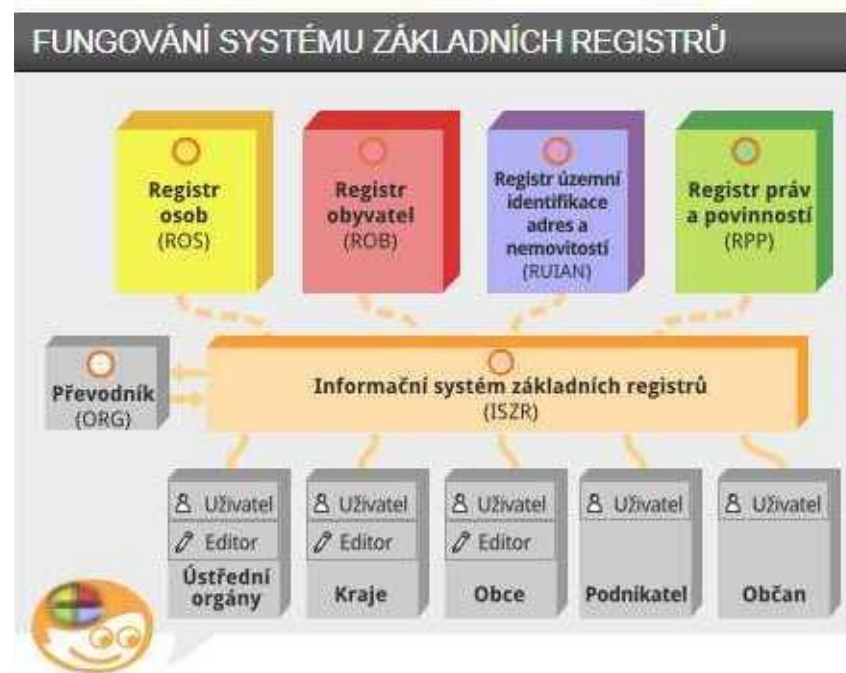 FUNGOVÁNÍ SYSTÉMU ZÁKLADNÍCH REGISTRŮ
Registr
osob
(ROS)
Registr
obyvatel
(ROB)
Registr územní
identifikace
adres a
nemovitostí
(RUIAN)
Registr práv
a povinností
(RPP)
Převodník
(ORG)
Informační systém základních registrů
(ISZR)
Uživatel
Editor
Ústřední
orgány
Uživatel
Editor
Kraje
Uživatel
Editor
Obce
Uživatel
Podnikatel
Uživatel
Občan